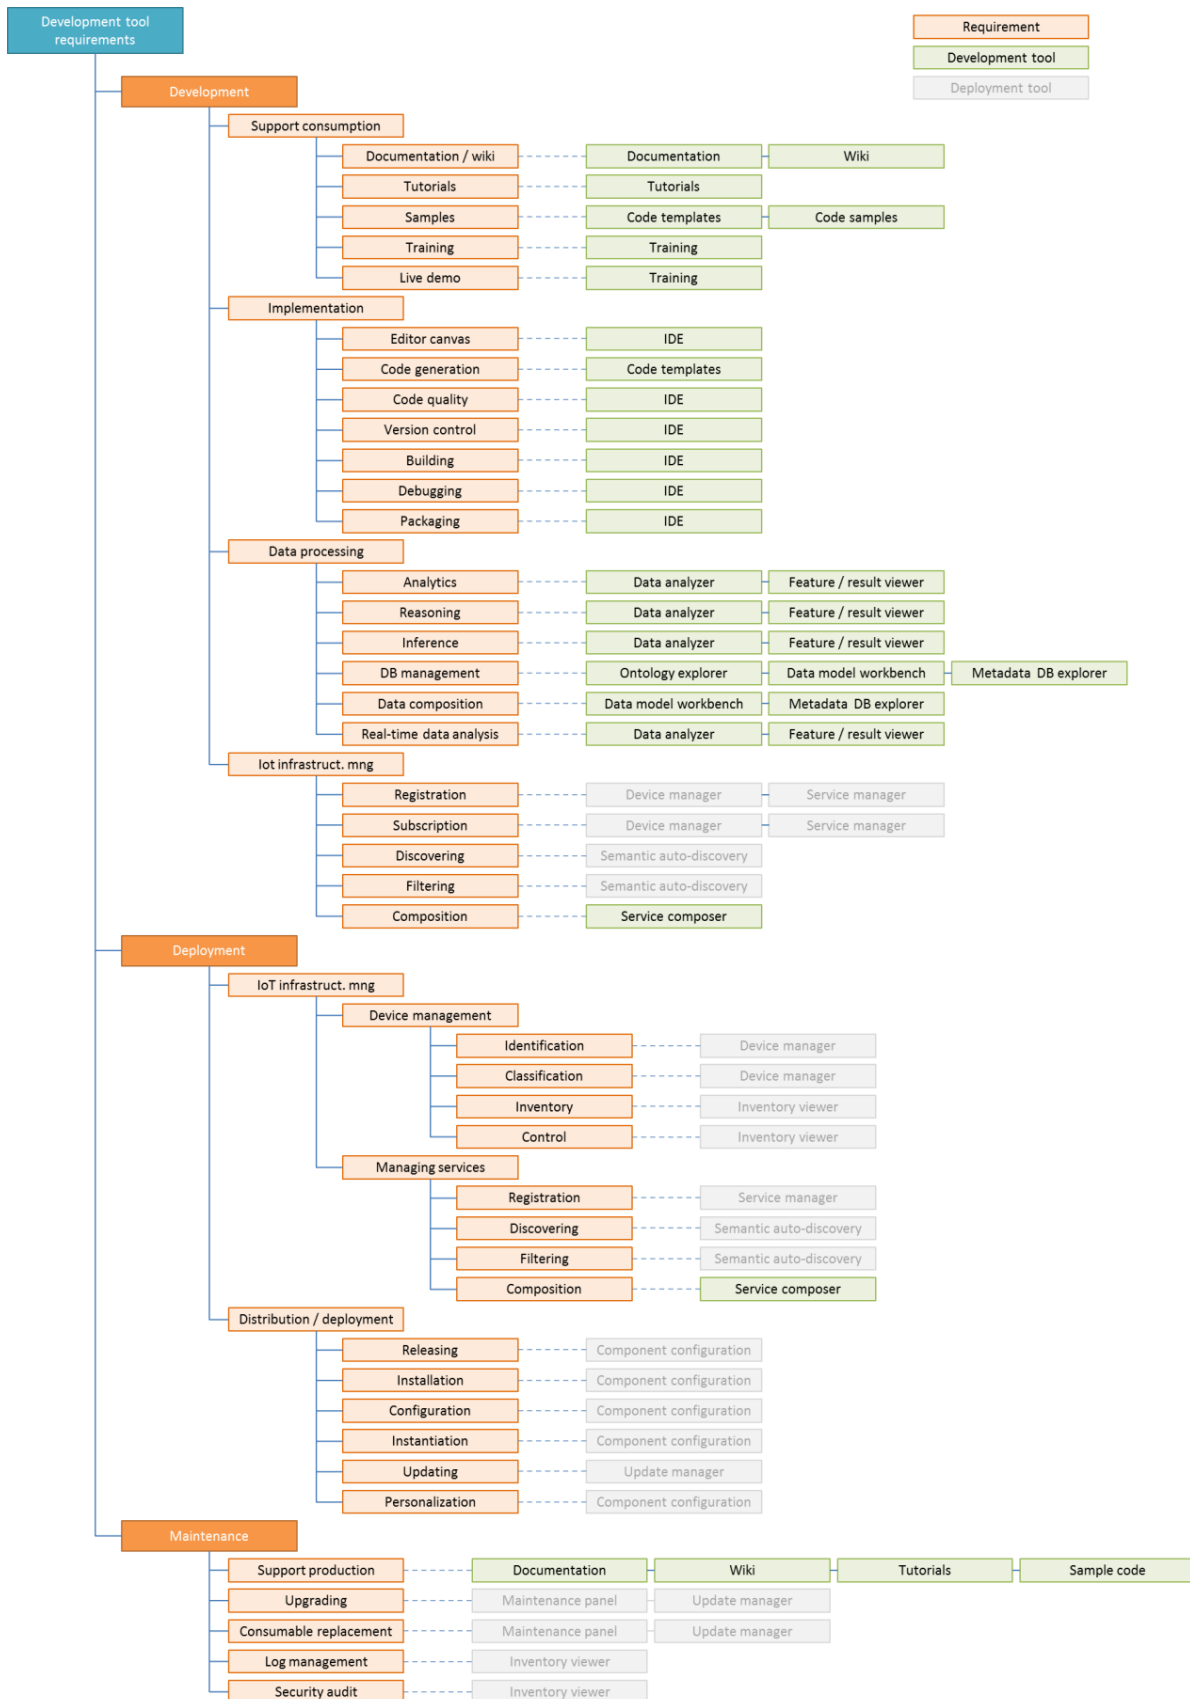 Development tool
requirements
Requirement
Development tool
Deployment tool
Development
Support consumption
Documentation / wiki
Documentation
Wiki
Tutorials
Tutorials
Samples
Code templates
Code samples
Training
Training
Live demo
Training
Implementation
Editor canvas
IDE
Code generation
Code templates
Code quality
IDE
Version control
IDE
Building
IDE
Debugging
IDE
Packaging
IDE
Data processing
Analytics
Data analyzer
Feature / result viewer
Reasoning
Data analyzer
Feature / result viewer
Inference
Data analyzer
Feature / result viewer
DB management
Ontology explorer
Data model workbench
Metadata DB explorer
Data composition
Data model workbench
Metadata DB explorer
Real-time data analysis
Data analyzer
Feature / result viewer
Iot infrastruct. mng
Registration
Device manager
Service manager
Subscription
Device manager
Service manager
Discovering
Semantic auto-discovery
Filtering
Semantic auto-discovery
Composition
Service composer
Deployment
IoT infrastruct. mng
Device management
Identification
Device manager
Classification
Device manager
Inventory
Inventory viewer
Control
Inventory viewer
Managing services
Registration
Service manager
Discovering
Semantic auto-discovery
Filtering
Semantic auto-discovery
Composition
Service composer
Distribution / deployment
Releasing
Component configuration
Installation
Component configuration
Configuration
Component configuration
Instantiation
Component configuration
Updating
Update manager
Personalization
Component configuration
Maintenance
Support production
Documentation
Wiki
Tutorials
Sample code
Upgrading
Maintenance panel
Update manager
Consumable replacement
Maintenance panel
Update manager
Log management
Inventory viewer
Security audit
Inventory viewer